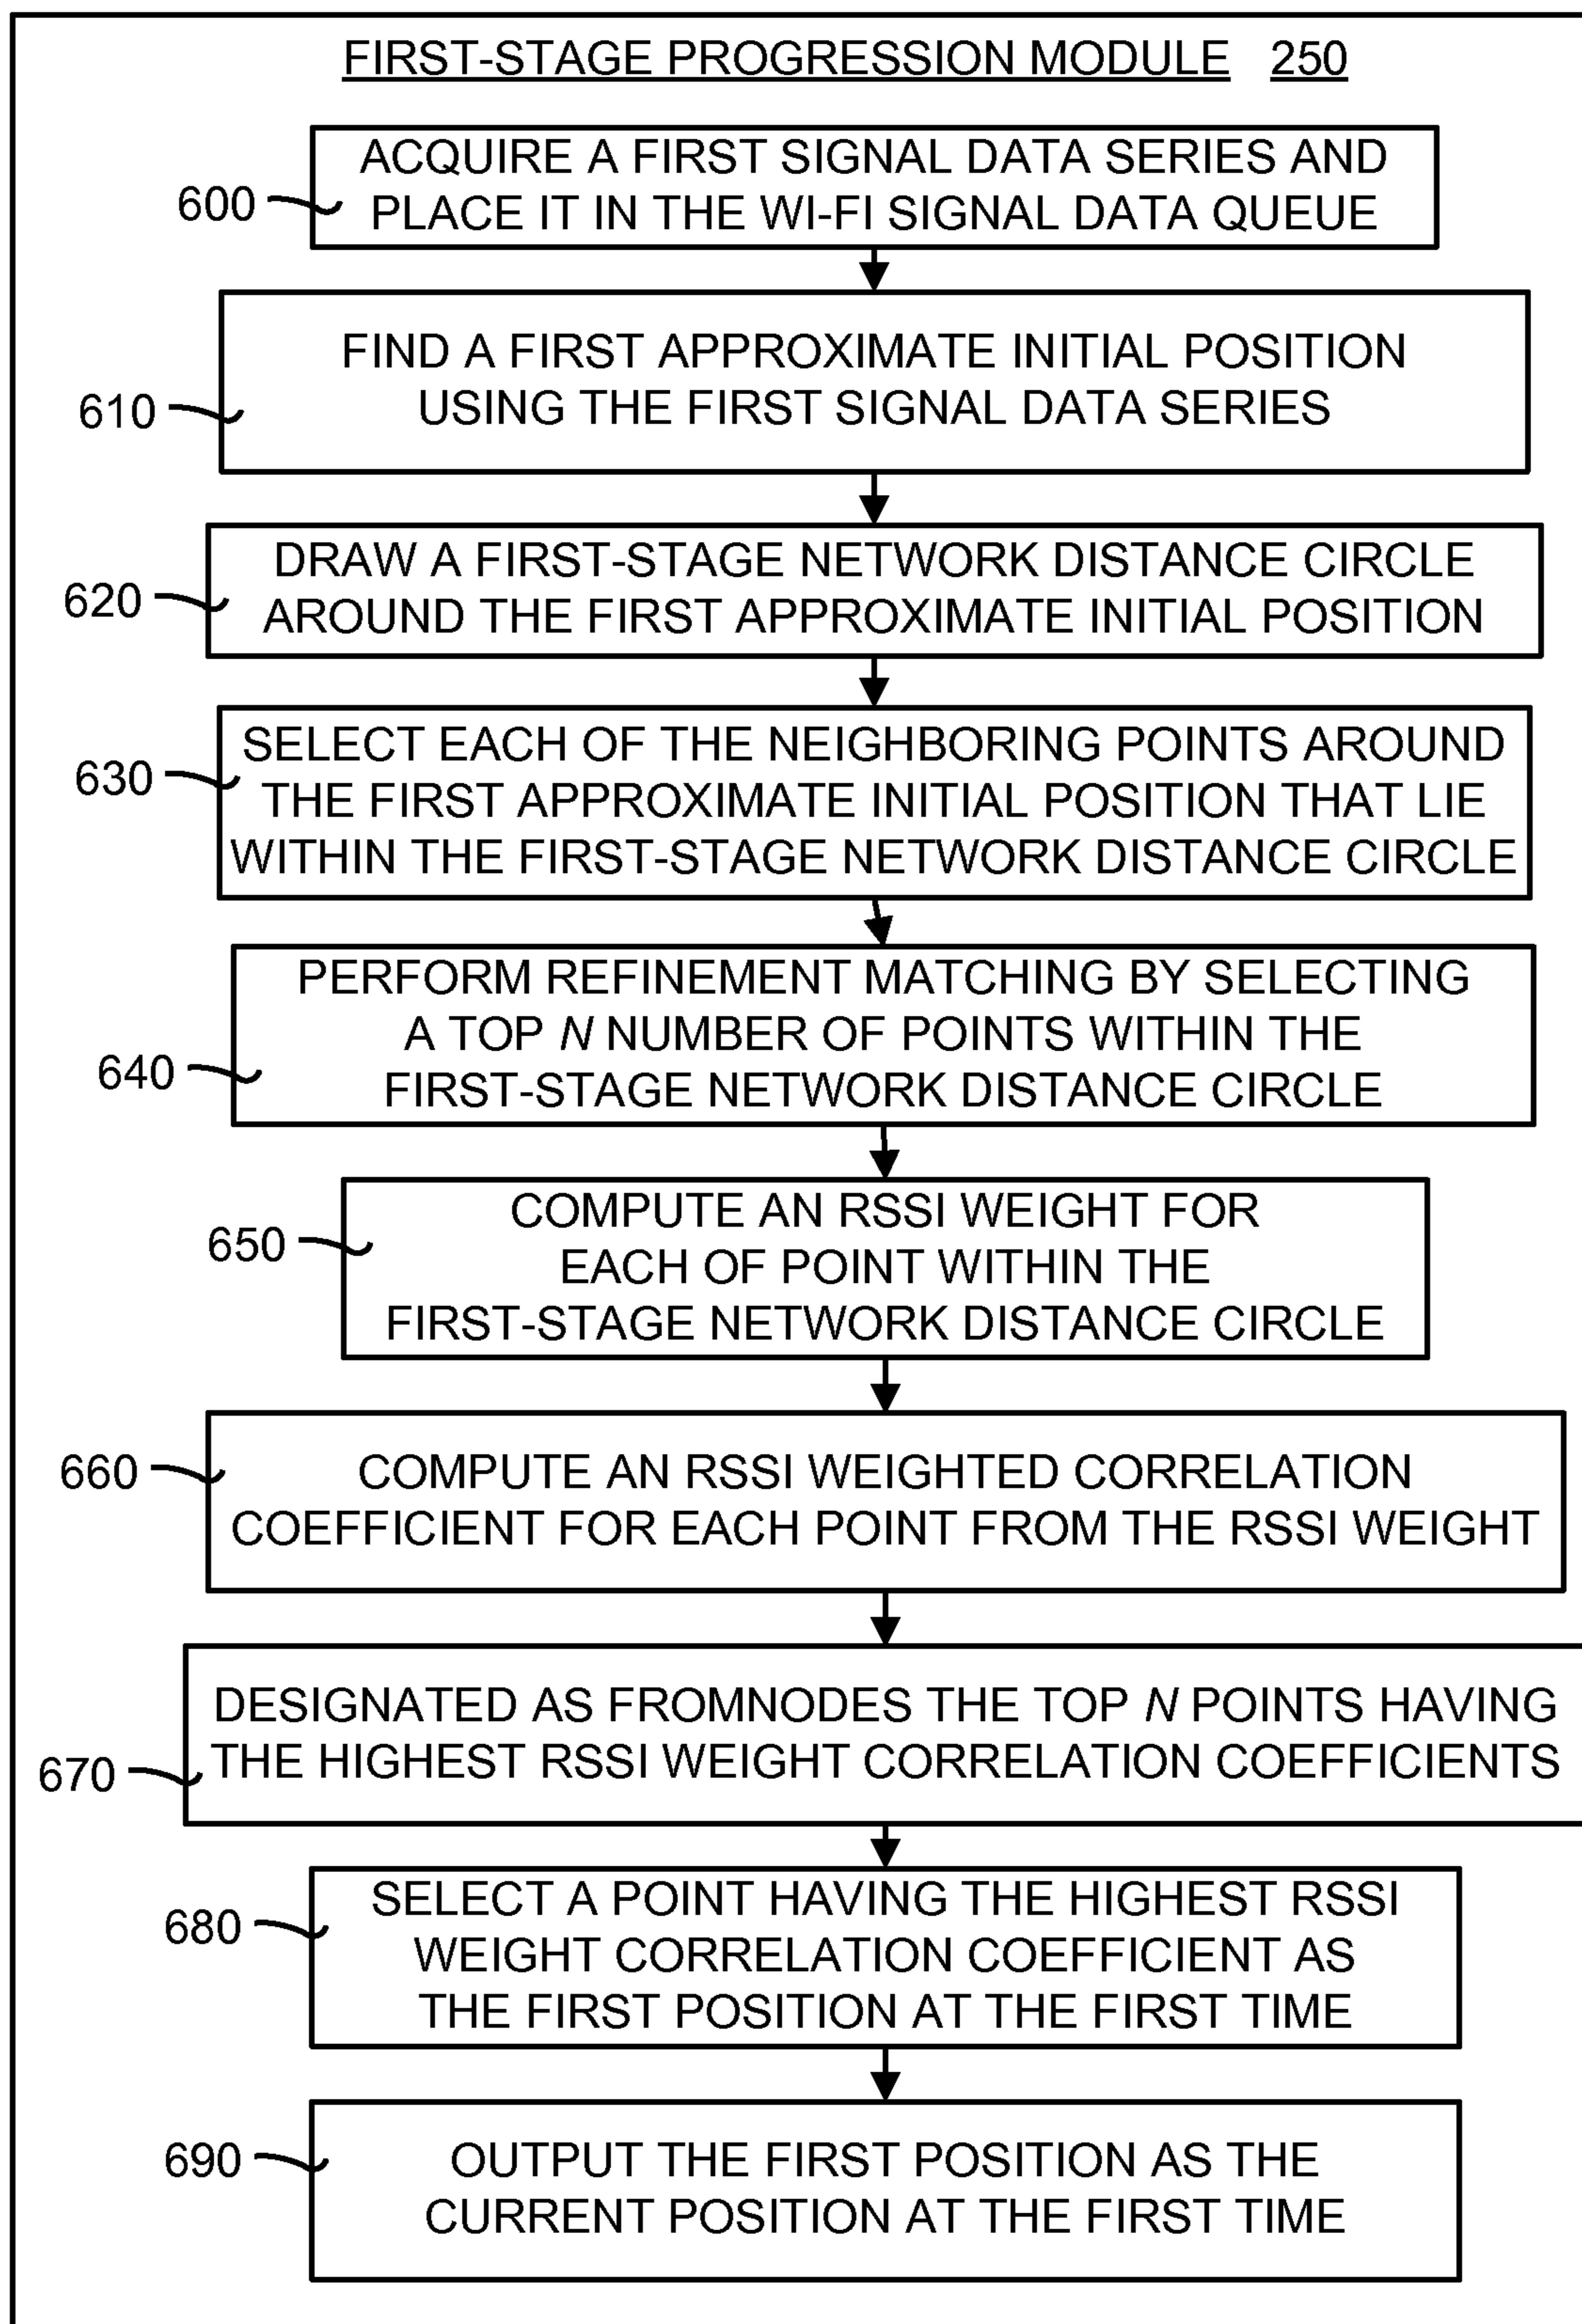 FIRST-STAGE PROGRESSION MODULE 250
ACQUIRE A FIRST SIGNAL DATA SERIES AND
PLACE IT IN THE WI-FI SIGNAL DATA QUEUE
600
FIND A FIRST APPROXIMATE INITIAL POSITION
USING THE FIRST SIGNAL DATA SERIES
610
DRAW A FIRST-STAGE NETWORK DISTANCE CIRCLE
AROUND THE FIRST APPROXIMATE INITIAL POSITION
620
SELECT EACH OF THE NEIGHBORING POINTS AROUND
THE FIRST APPROXIMATE INITIAL POSITION THAT LIE
WITHIN THE FIRST-STAGE NETWORK DISTANCE CIRCLE
630
PERFORM REFINEMENT MATCHING BY SELECTING
A TOP N NUMBER OF POINTS WITHIN THE
FIRST-STAGE NETWORK DISTANCE CIRCLE
640
COMPUTE AN RSSI WEIGHT FOR
EACH OF POINT WITHIN THE
FIRST-STAGE NETWORK DISTANCE CIRCLE
650
COMPUTE AN RSSI WEIGHTED CORRELATION
COEFFICIENT FOR EACH POINT FROM THE RSSI WEIGHT
660
DESIGNATED AS FROMNODES THE TOP N POINTS HAVING
THE HIGHEST RSSI WEIGHT CORRELATION COEFFICIENTS
670
SELECT A POINT HAVING THE HIGHEST RSSI
WEIGHT CORRELATION COEFFICIENT AS
THE FIRST POSITION AT THE FIRST TIME
680
OUTPUT THE FIRST POSITION AS THE
CURRENT POSITION AT THE FIRST TIME
690